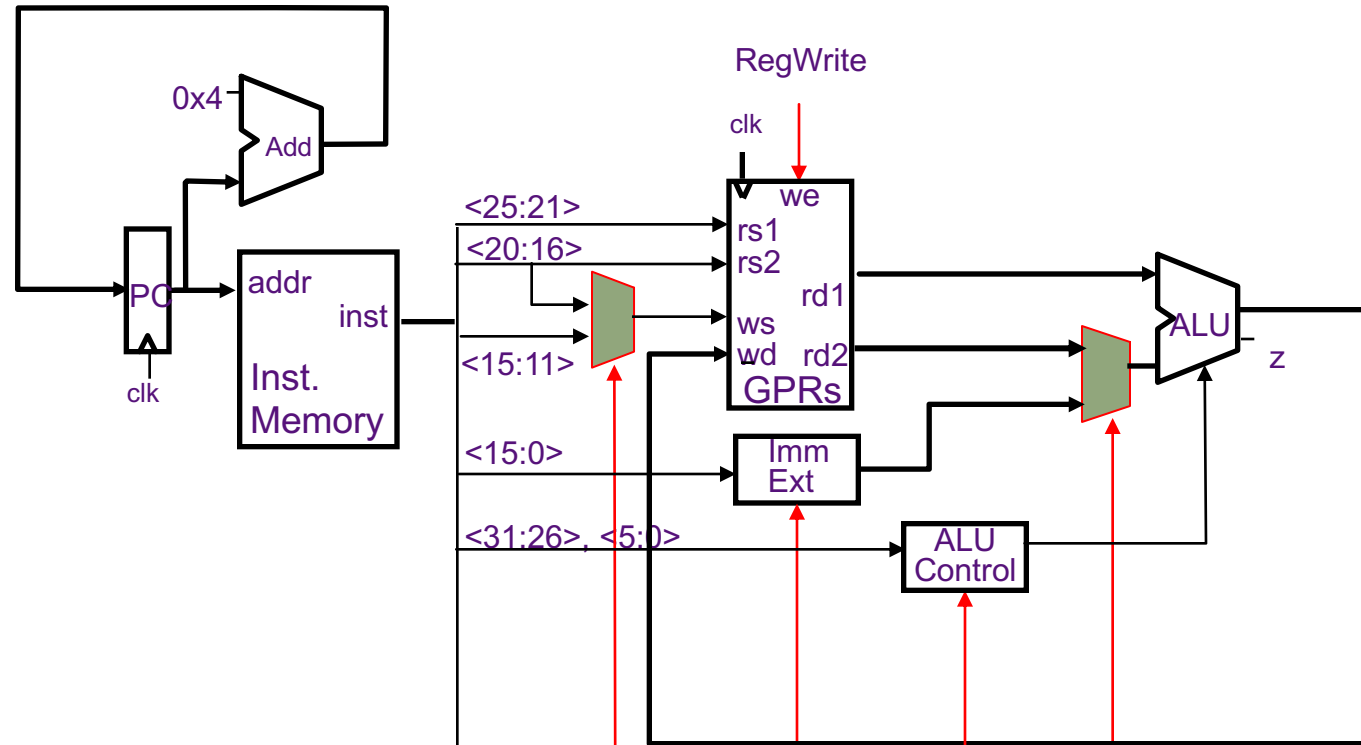 RegWrite
0x4
Add
clk
we
<25:21>
rs1
<20:16>
rs2
PC
addr
inst
Inst.
Memory
clk
rd1
ws
wd
rd2
GPRs
<15:11>
ALU
z
<15:0>
Imm
Ext
<31:26>, <5:0>
ALU
Control